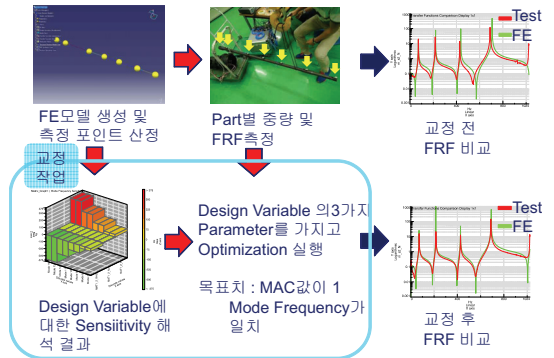 FE모델 생성 및
측정 포인트 산정
Part별 중량 및
FRF측정
Test
FE
교정 전
FRF 비교
교정
작업
Design Variable에
대한 Sensiitivity 해
석 결과
Design Variable 의3가지
Parameter를 가지고
Optimization 실행
목표치 : MAC값이 1
Mode Frequency가
일치
Test
FE
교정 후
FRF 비교